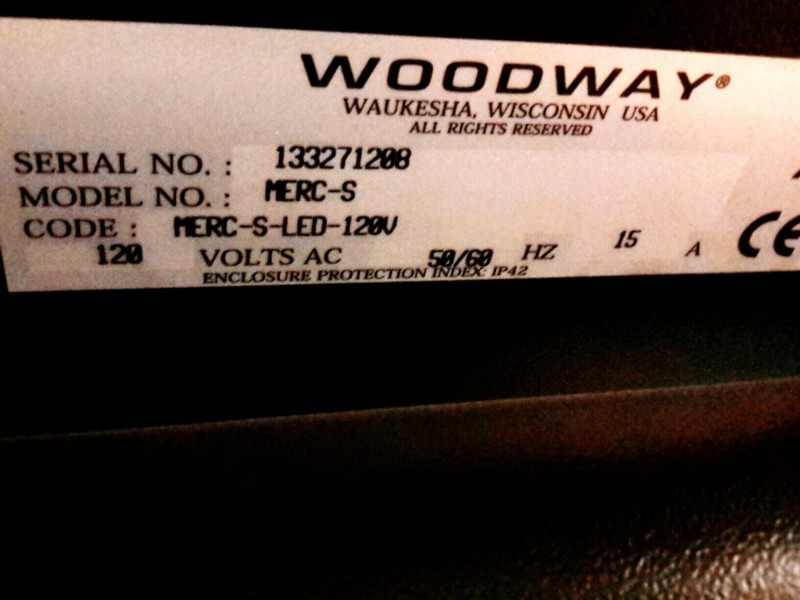 WOODWAY®
WAUKESHA, WISCONSIN USA
ALL RIGHTS RESERVED
SERIAL NO. : 133271208
MODEL NO. : MERC-S
CODE : MERC-S-LED-120V
120 VOLTS AC 50/60 HZ 15 A CE
ENCLOSURE PROTECTION INDEX: IP42